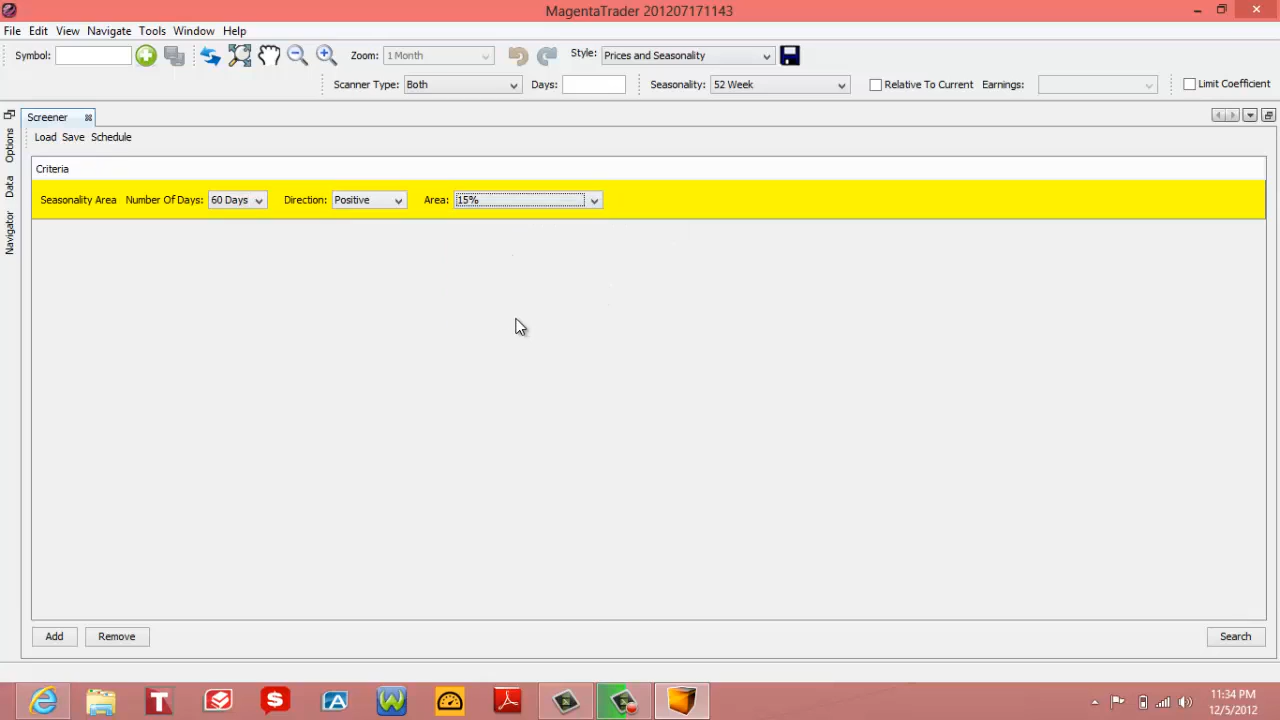 MagentaTrader 201207171143
File Edit View Navigate Tools Window Help
Symbol: Zoom: 1 Month Style: Prices and Seasonality
Scanner Type: Both Days: Seasonality: 52 Week Relative To Current Earnings: Limit Coefficient
Screener
Load Save Schedule
Options
Data
Navigator
Criteria
Seasonality Area Number Of Days: 60 Days Direction: Positive Area: 15%
Add Remove Search
11:34 PM
12/5/2012